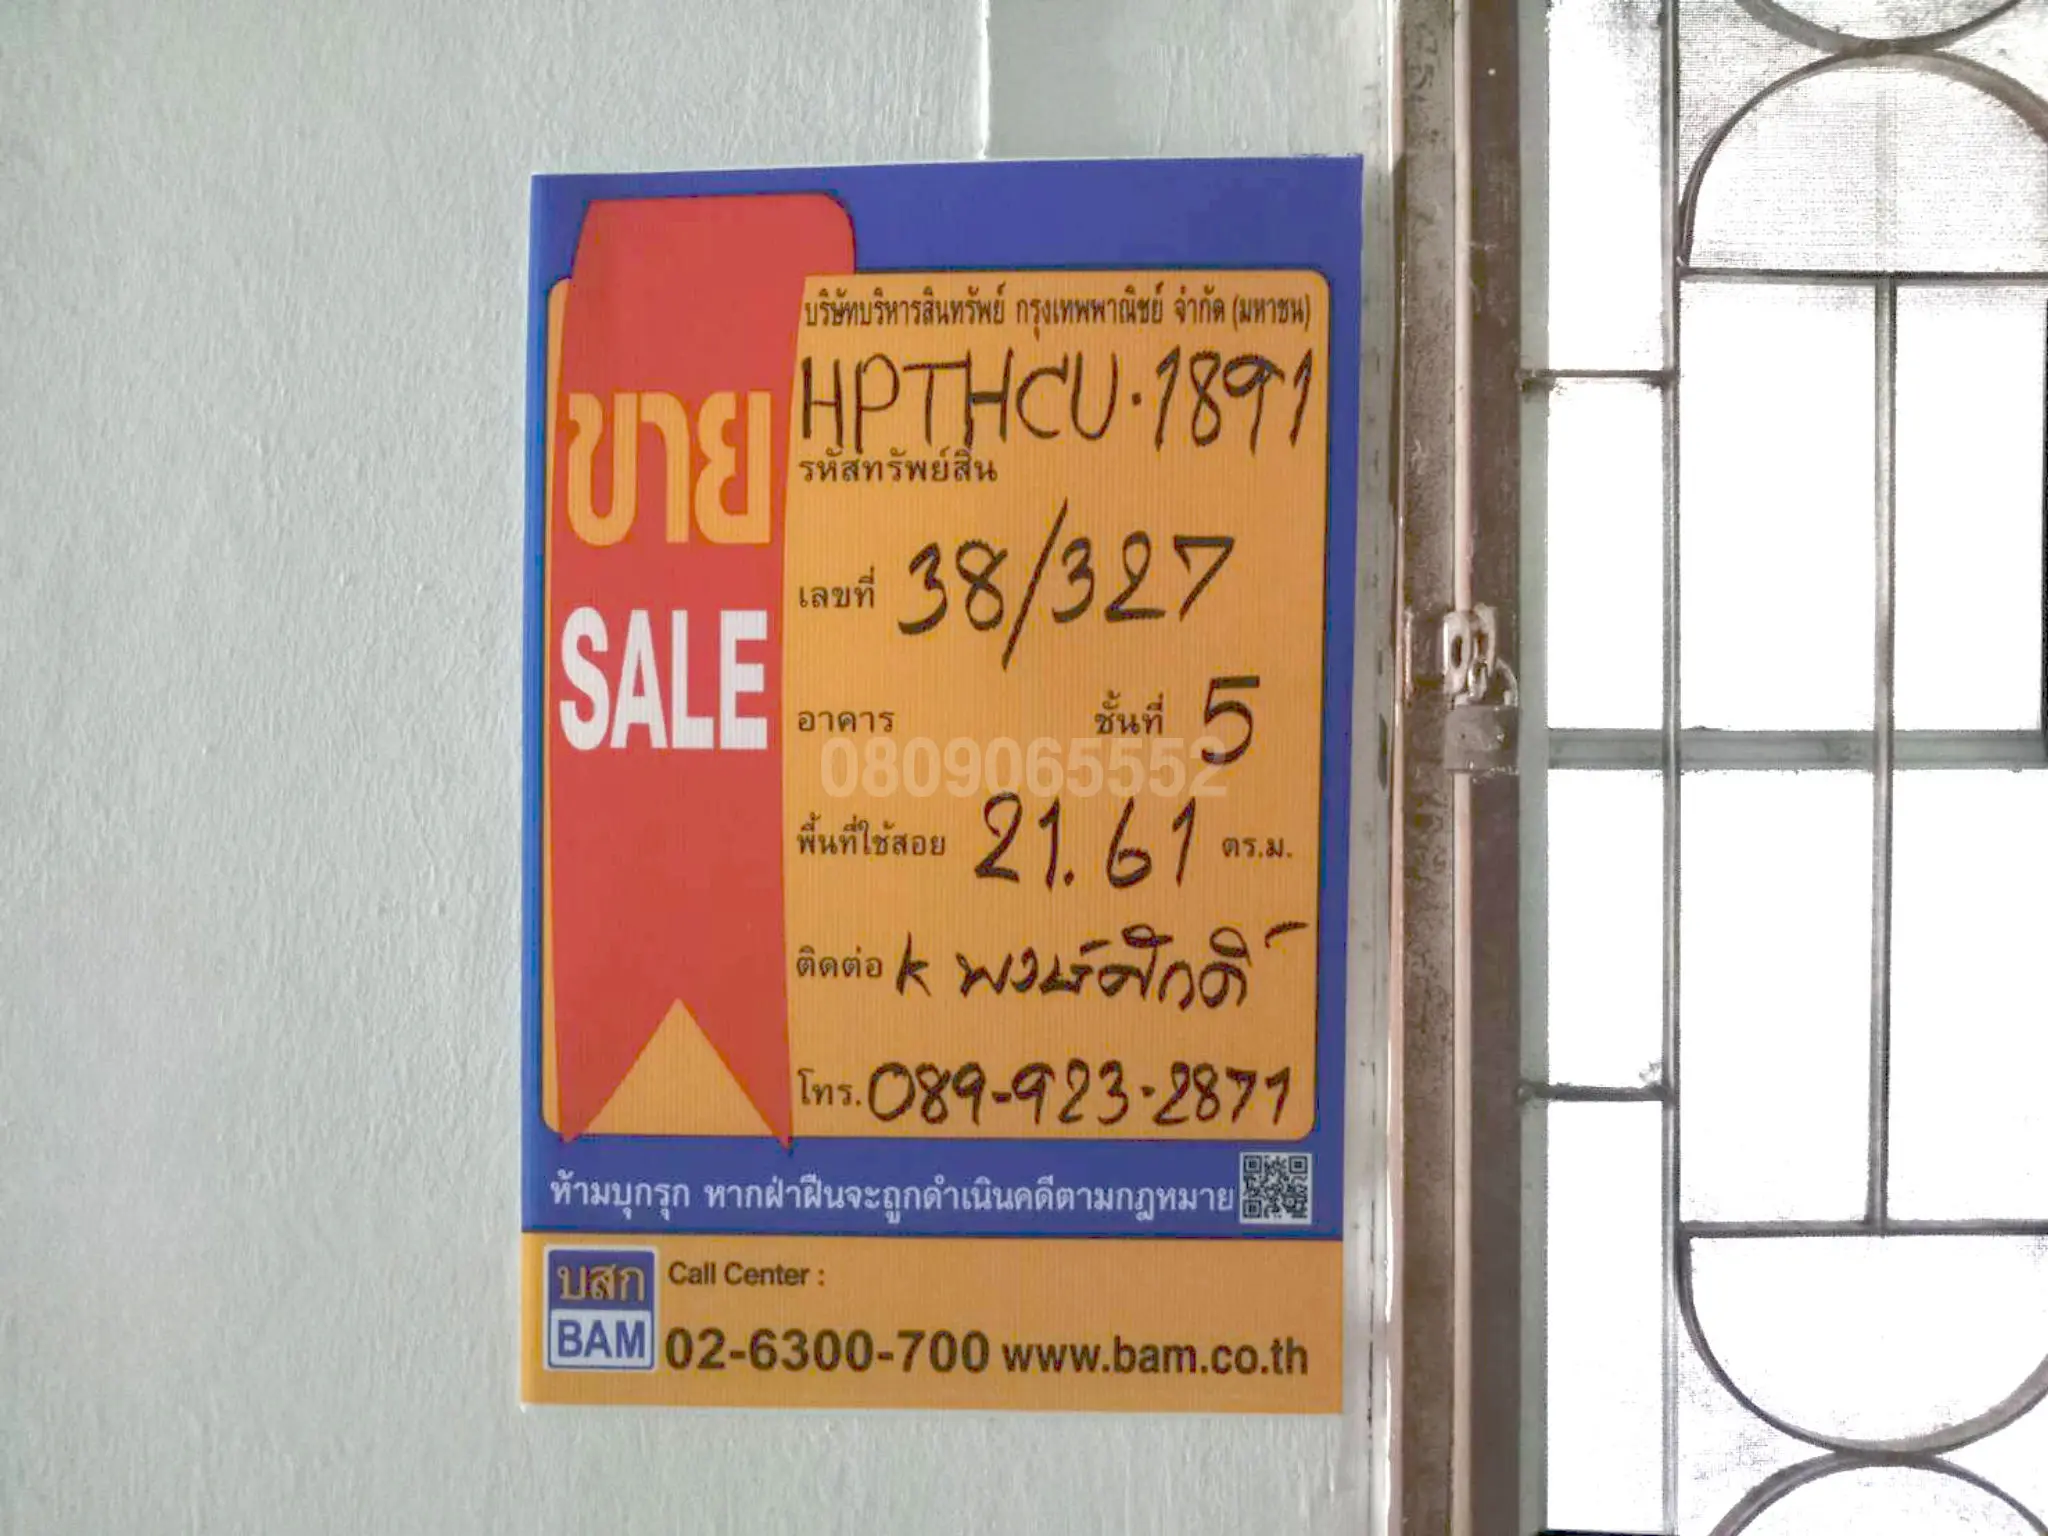 บริษัทบริหารสินทรัพย์ กรุงเทพพาณิชย์ จำกัด (มหาชน)
HPTHCU.1891
รหัสทรัพย์สิน
ขาย
SALE
เลขที่ 38/327
อาคาร ชั้นที่ 5
0809065552
พื้นที่ใช้สอย 21.61 ตร.ม.
ติดต่อ K พงษ์ศักดิ์
โทร. 089-923-2871
ห้ามบุกรุก หากฝ่าฝืนจะถูกดำเนินคดีตามกฎหมาย
บสก
BAM
Call Center :
02-6300-700 www.bam.co.th